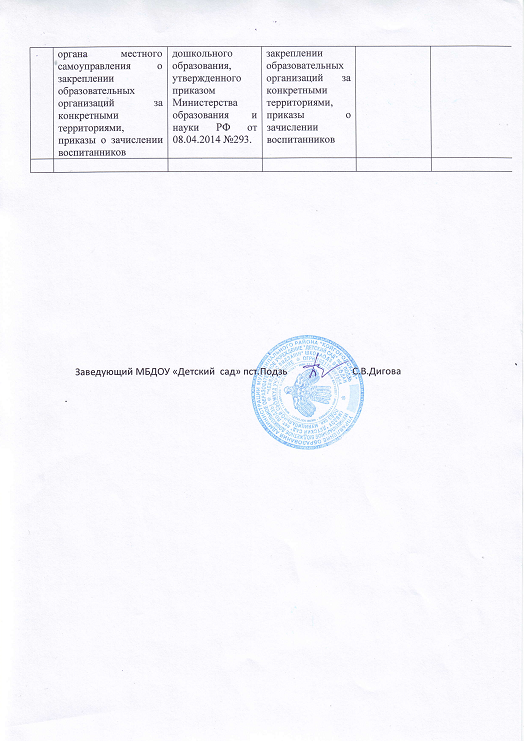 органа местного
самоуправления о
закреплении
образовательных
организаций за
конкретными
территориями,
приказы о зачислении
воспитанников
дошкольного
образования,
утвержденного
приказом
Министерства
образования и
науки РФ от
08.04.2014 №293.
закреплении
образовательных
организаций за
конкретными
территориями,
приказы о
зачислении
воспитанников
Заведующий МБДОУ «Детский сад» пст.Подзь С.В.Дигова